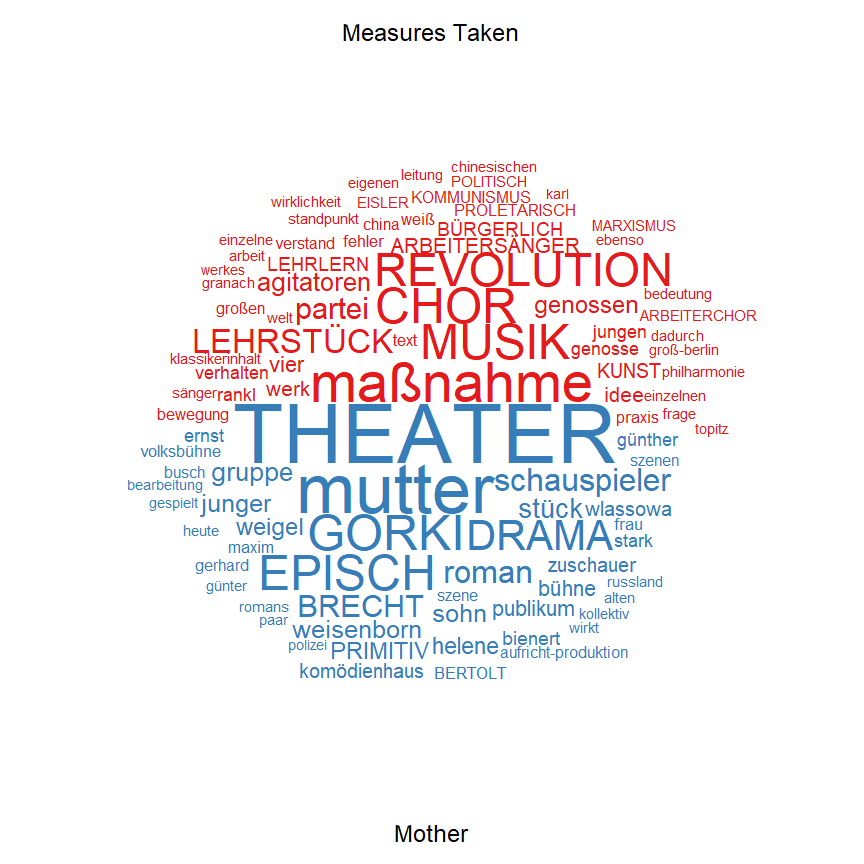 Measures Taken
chinesischen
eigenen leitung POLITISCH
wirklichkeit EISLER KOMMUNISMUS karl
standpunkt china weiß PROLETARISCH
einzelne verstand fehler BÜRGERLICH MARXISMUS
arbeit LEHRLERN ARBEITERSÄNGER ebenso
werkes agitatoren REVOLUTION
granach partei CHOR genossen bedeutung
großen welt ARBEITERCHOR
LEHRSTÜCK text MUSIK jungen dadurch
klassikerinhalt vier genosse groß-berlin
verhalten KUNST philharmonie
sänger rankl werk maßnahme idee einzelnen
bewegung praxis frage
ernst THEATER günther topitz
volksbühne szenen
busch gruppe mutter schauspieler
bearbeitung
gespielt junger stück wlassowa
heute weigel GORKI DRAMA frau
maxim stark
gerhard EPISCH roman zuschauer
günter bühne russland
romans BRECHT szene publikum alten
paar sohn kollektiv
weisenborn wirkt
polizei PRIMITIV helene bienert
aufricht-produktion
komödienhaus BERTOLT
Mother